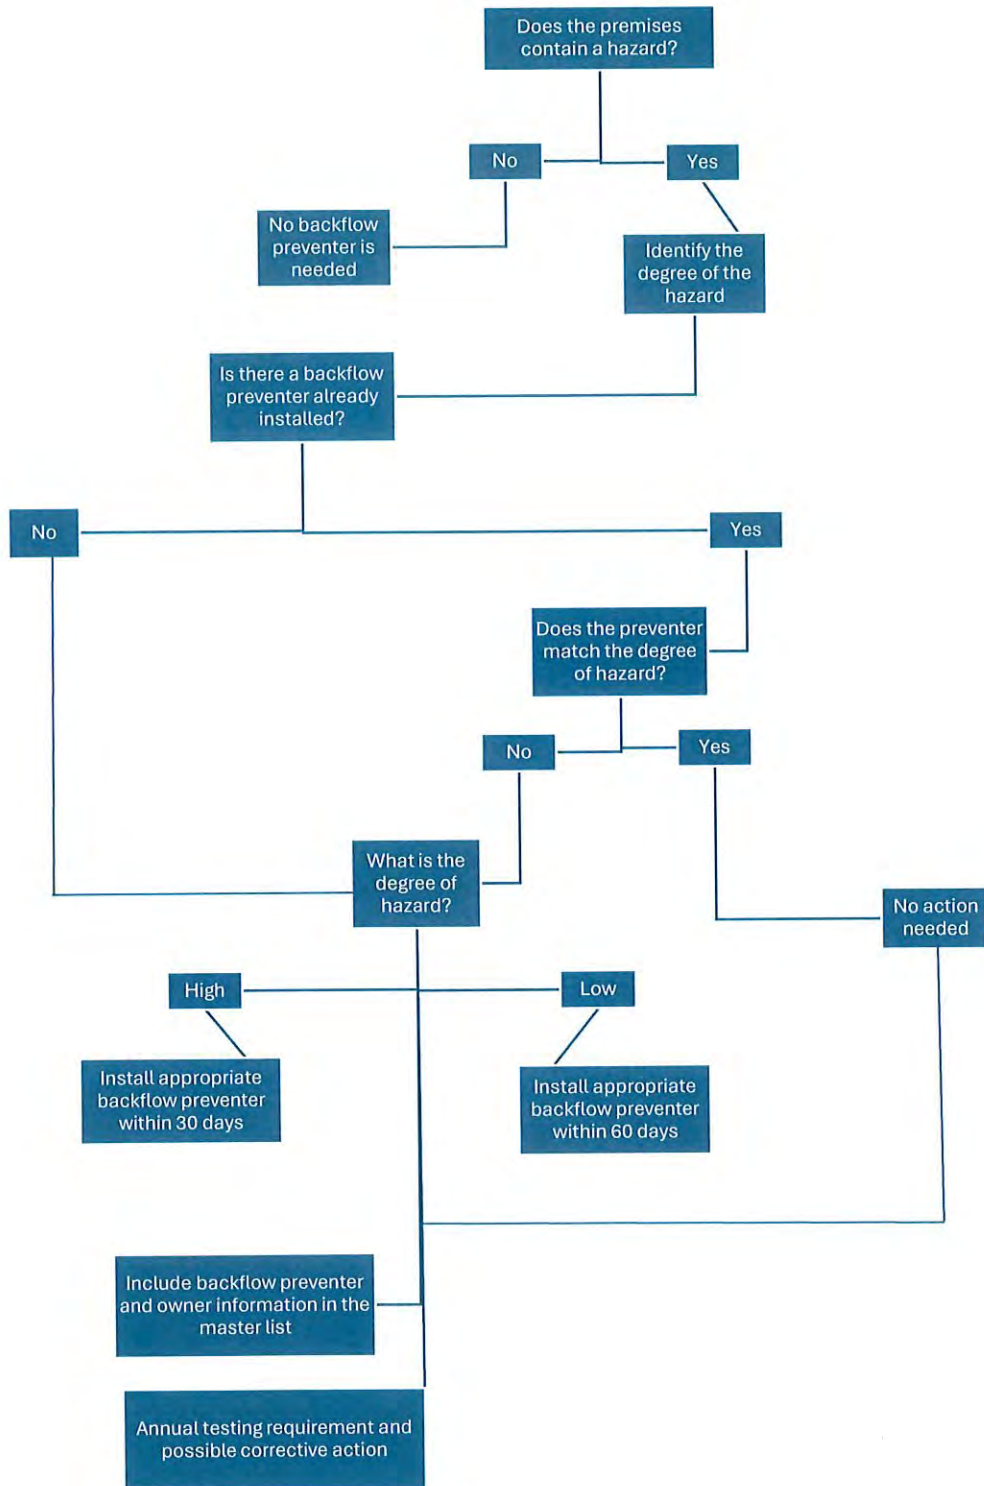 Does the premises
contain a hazard?
No
Yes
No backflow
preventer is
needed
Identify the
degree of the
hazard
Is there a backflow
preventer already
installed?
No
Yes
Does the preventer
match the degree
of hazard?
No
Yes
What is the
degree of
hazard?
No action
needed
High
Low
Install appropriate
backflow preventer
within 30 days
Install appropriate
backflow preventer
within 60 days
Include backflow preventer
and owner information in the
master list
Annual testing requirement and
possible corrective action